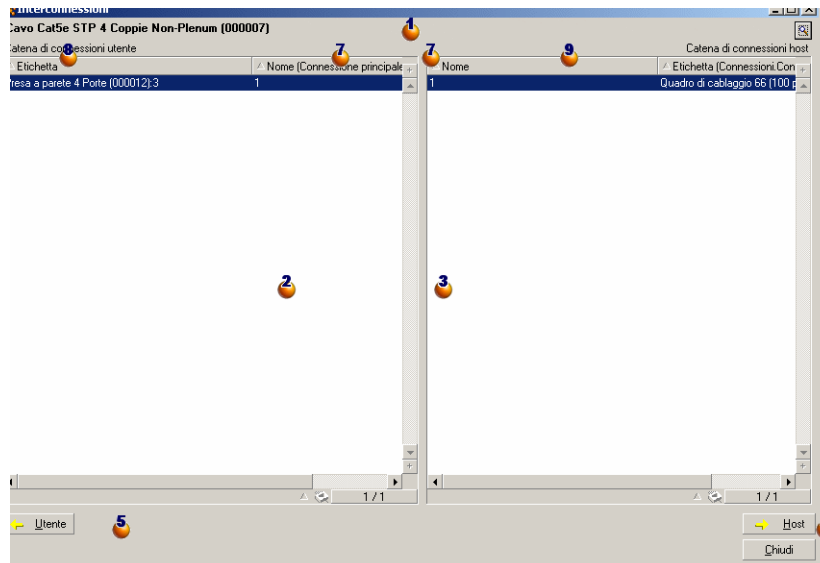 Interconnessioni
Cavo Cat5e STP 4 Coppie Non-Plenum (000007)
1
Catena di connessioni utente
Catena di connessioni host
8
7
7
9
Etichetta
Nome (Connessione principale
Nome
Etichetta (Connessioni.Con
Presa a parete 4 Porte (000012):3
1
1
Quadro di cablaggio 66 (100 p
2
3
1 / 1
1 / 1
Utente
5
Host
Chiudi